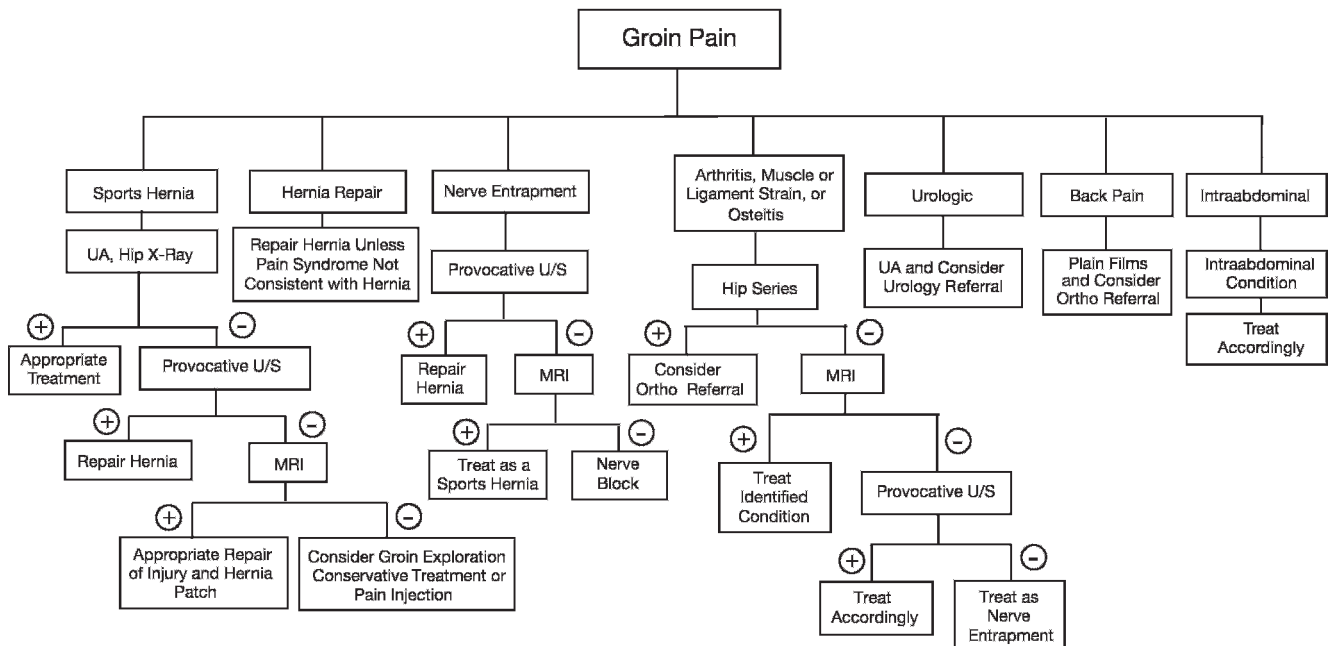 Groin Pain
Sports Hernia
Hernia Repair
Nerve Entrapment
Arthritis, Muscle or
Ligament Strain, or
Osteitis
Urologic
Back Pain
Intraabdominal
UA, Hip X-Ray
Repair Hernia Unless
Pain Syndrome Not
Consistent with Hernia
Provocative U/S
Hip Series
UA and Consider
Urology Referral
Plain Films
and Consider
Ortho Referral
Intraabdominal
Condition
Treat
Accordingly
+
-
Appropriate
Treatment
Provocative U/S
+
-
Repair
Hernia
MRI
+
-
Consider
Ortho Referral
MRI
+
-
Repair Hernia
MRI
+
-
Treat as a
Sports Hernia
Nerve
Block
+
-
Treat
Identified
Condition
Provocative U/S
+
-
Appropriate Repair
of Injury and Hernia
Patch
Consider Groin Exploration
Conservative Treatment or
Pain Injection
+
-
Treat
Accordingly
Treat as
Nerve
Entrapment